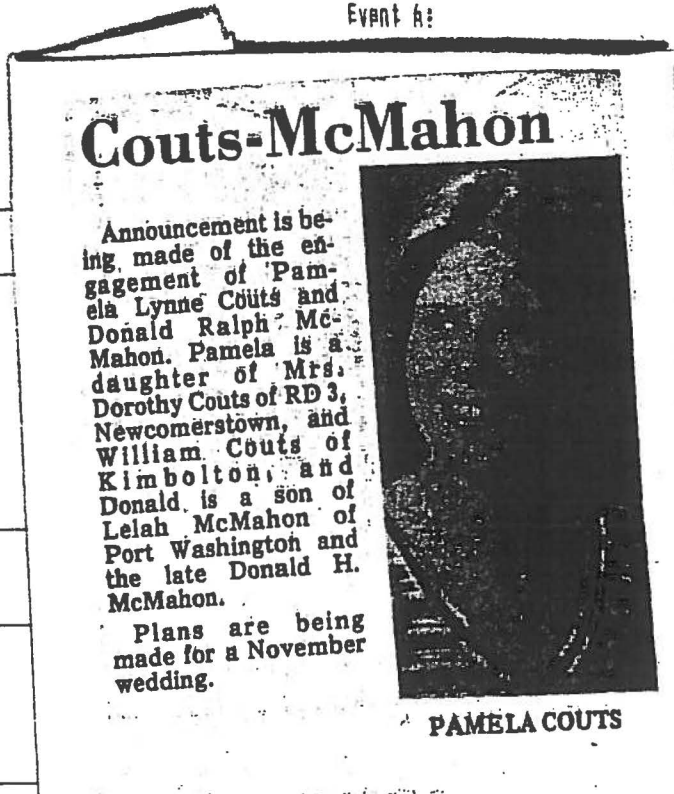 Event 6:
Couts-McMahon
Announcement is be-
ing made of the en-
gagement of Pam-
ela Lynne Couts and
Donald Ralph Mc-
Mahon. Pamela is a
daughter of Mrs.
Dorothy Couts of RD 3,
Newcomerstown, and
William Couts of
Kimbolton, and
Donald is a son of
Lelah McMahon of
Port Washington and
the late Donald H.
McMahon.
Plans are being
made for a November
wedding.
PAMELA COUTS